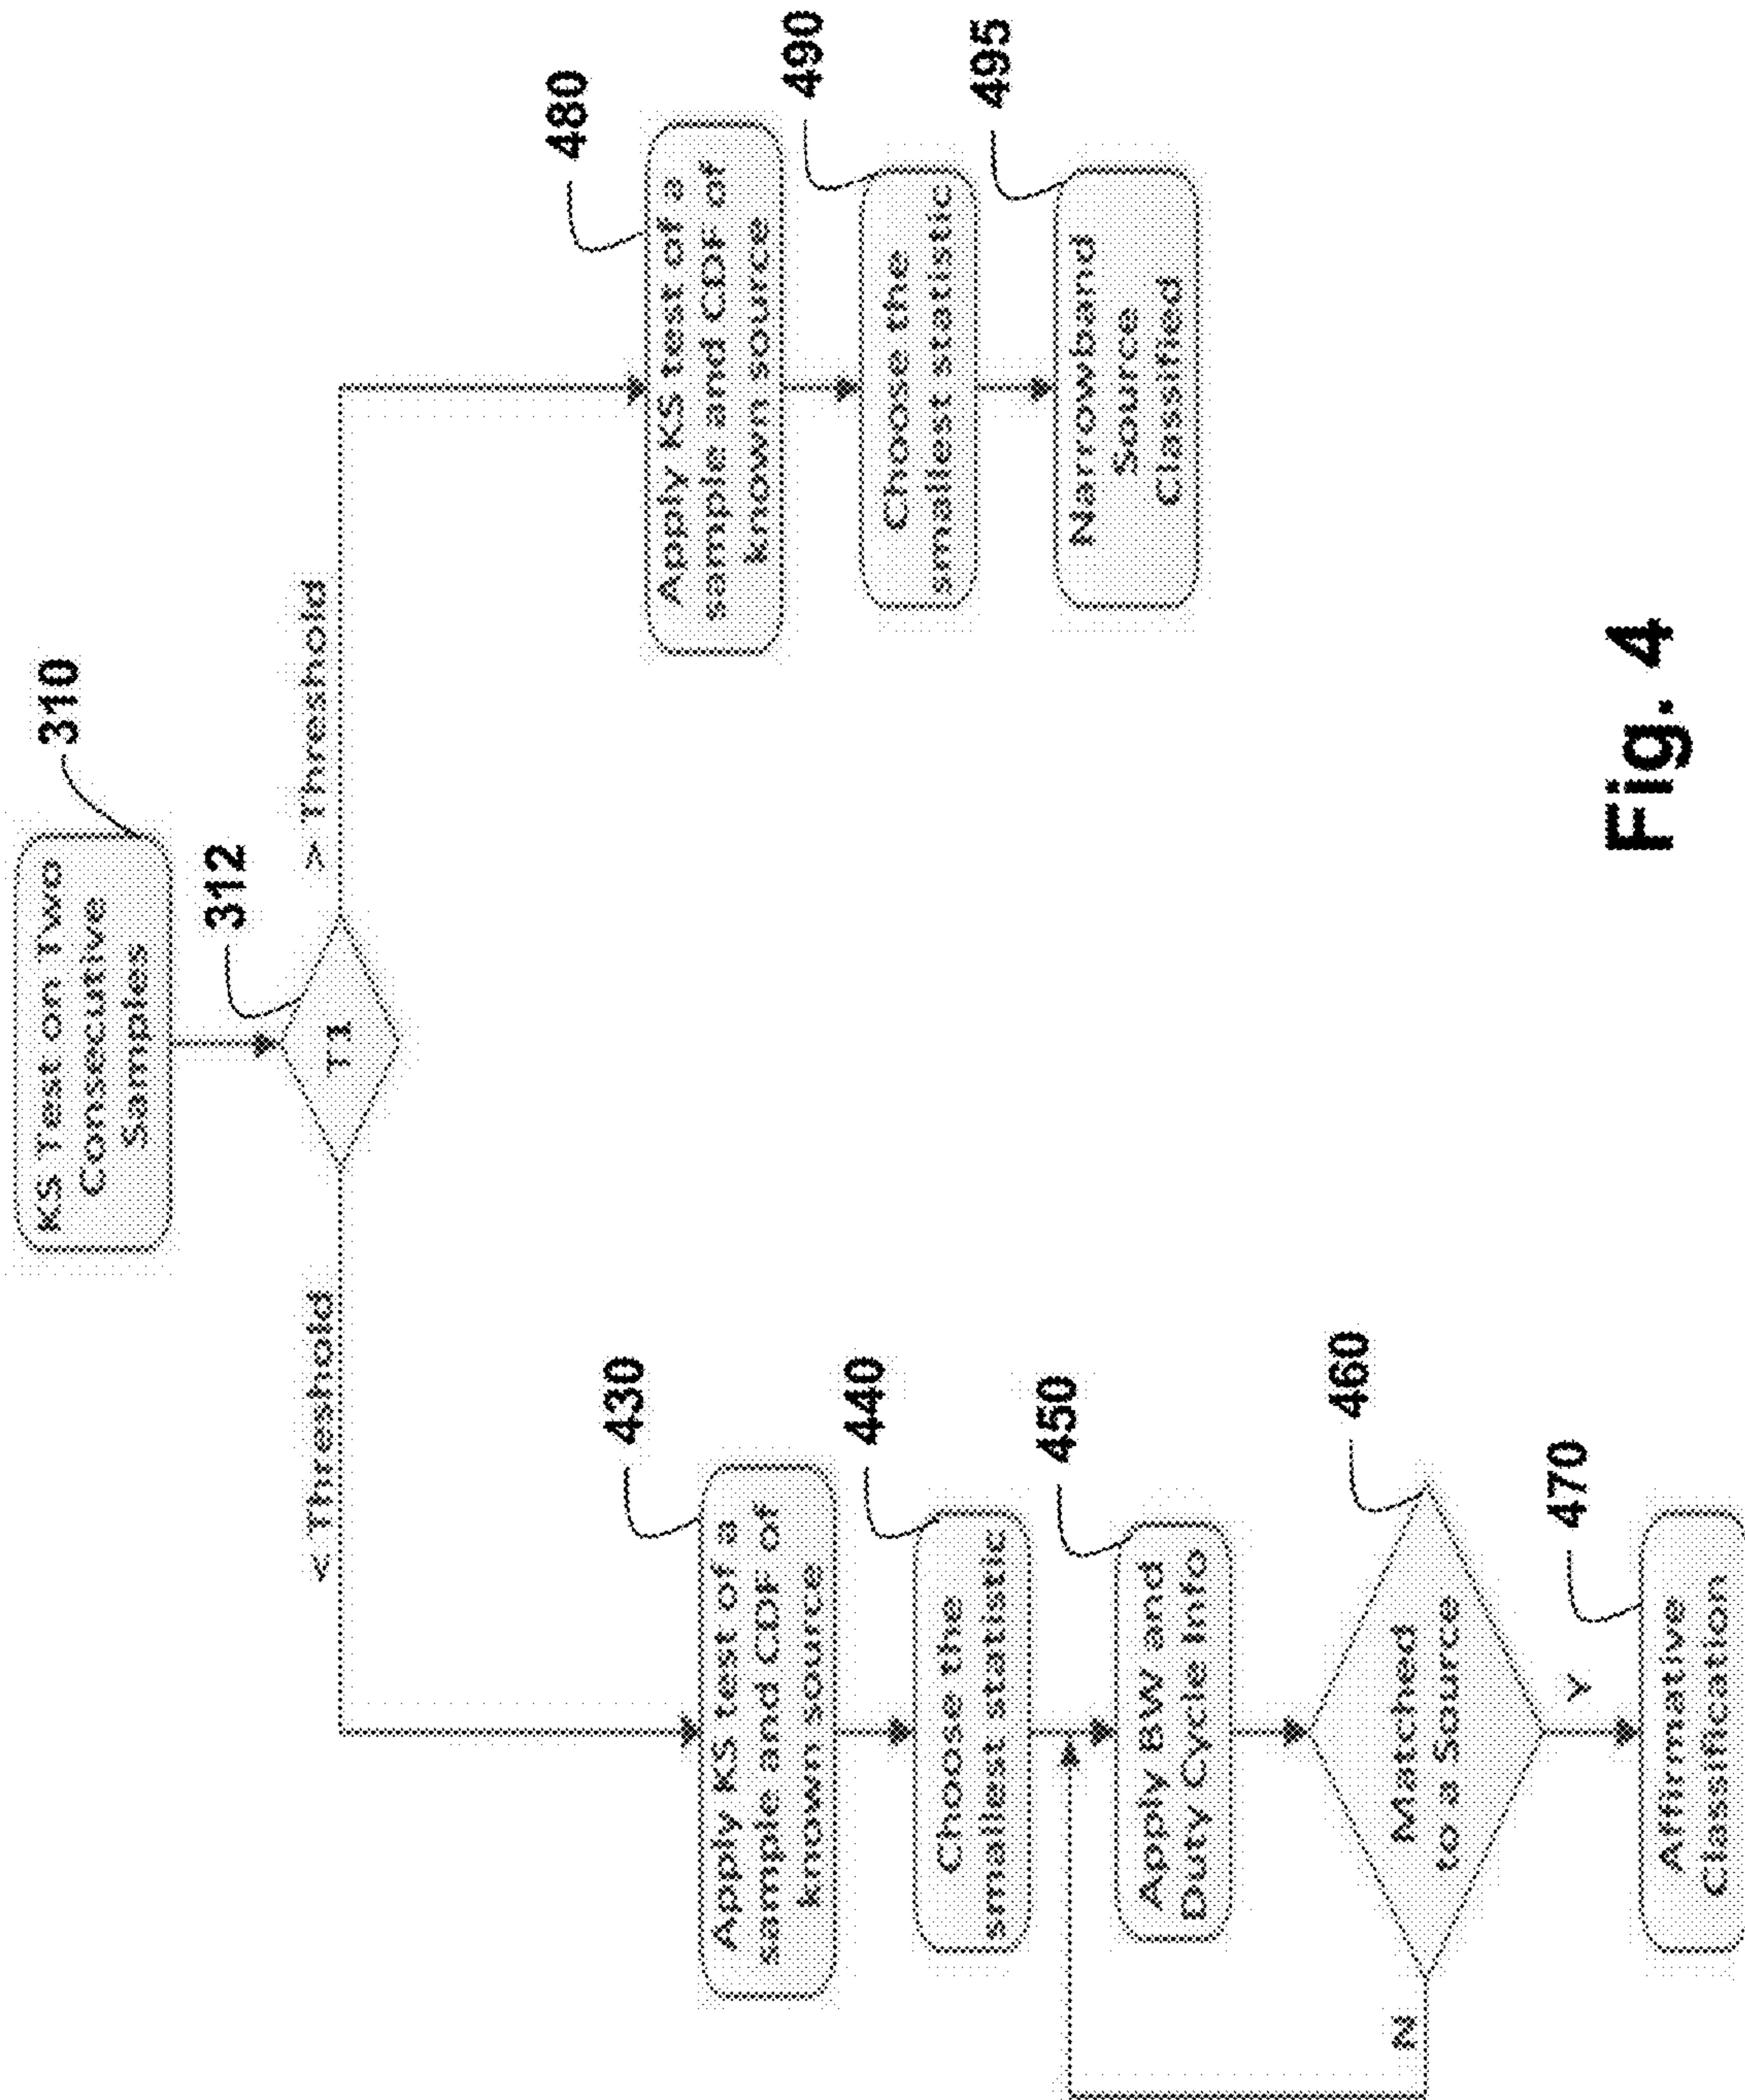 KS Test on Two
Consecutive
Samples
310
312
T1
< Threshold
> Threshold
430
Apply KS test of a
sample and CDF of
known source
440
Choose the
smallest statistic
450
Apply BW and
Duty Cycle Info
460
Matched
to a Source
N
Y
470
Affirmative
Classification
480
Apply KS test of a
sample and CDF of
known source
490
Choose the
smallest statistic
495
Narrowband
Source
Classified
Fig. 4